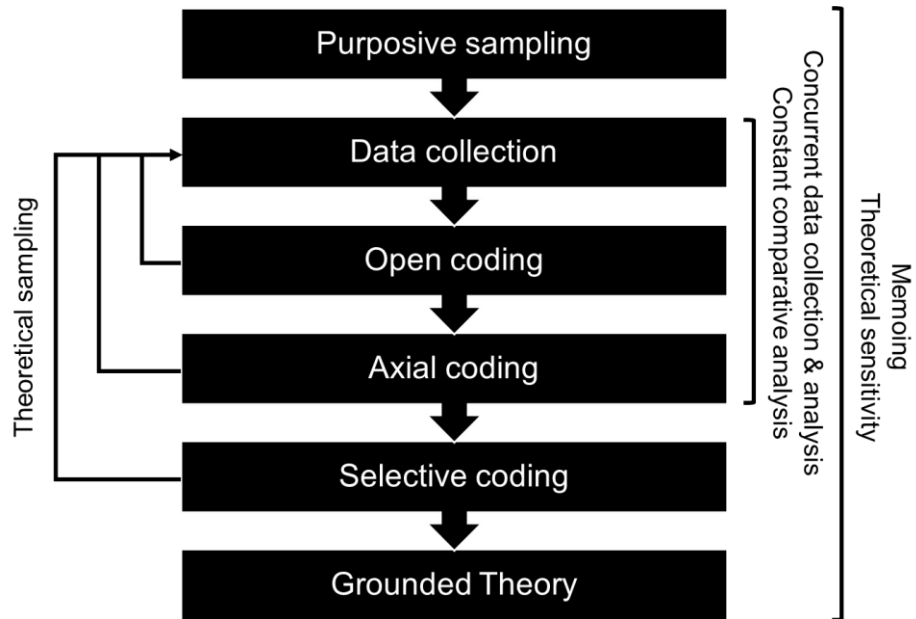 Purposive sampling
Data collection
Open coding
Axial coding
Selective coding
Grounded Theory
Theoretical sampling
Concurrent data collection & analysis
Constant comparative analysis
Memoing
Theoretical sensitivity